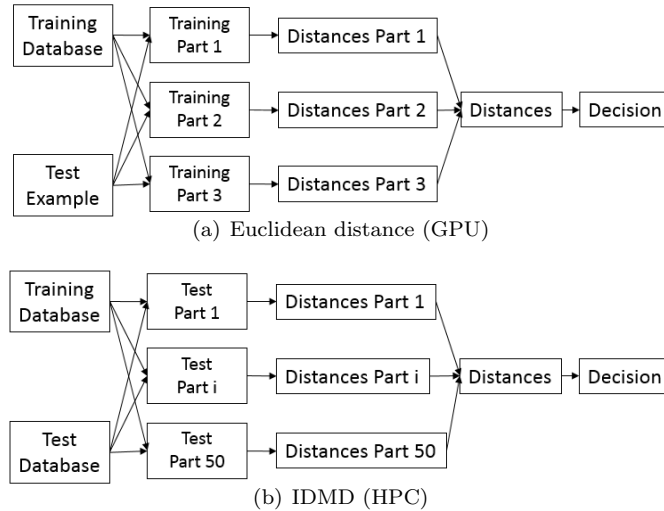 Training
Database
Test
Example
Training
Part 1
Training
Part 2
Training
Part 3
Distances Part 1
Distances Part 2
Distances Part 3
Distances
Decision
(a) Euclidean distance (GPU)
Training
Database
Test
Database
Test
Part 1
Test
Part i
Test
Part 50
Distances Part 1
Distances Part i
Distances Part 50
Distances
Decision
(b) IDMD (HPC)